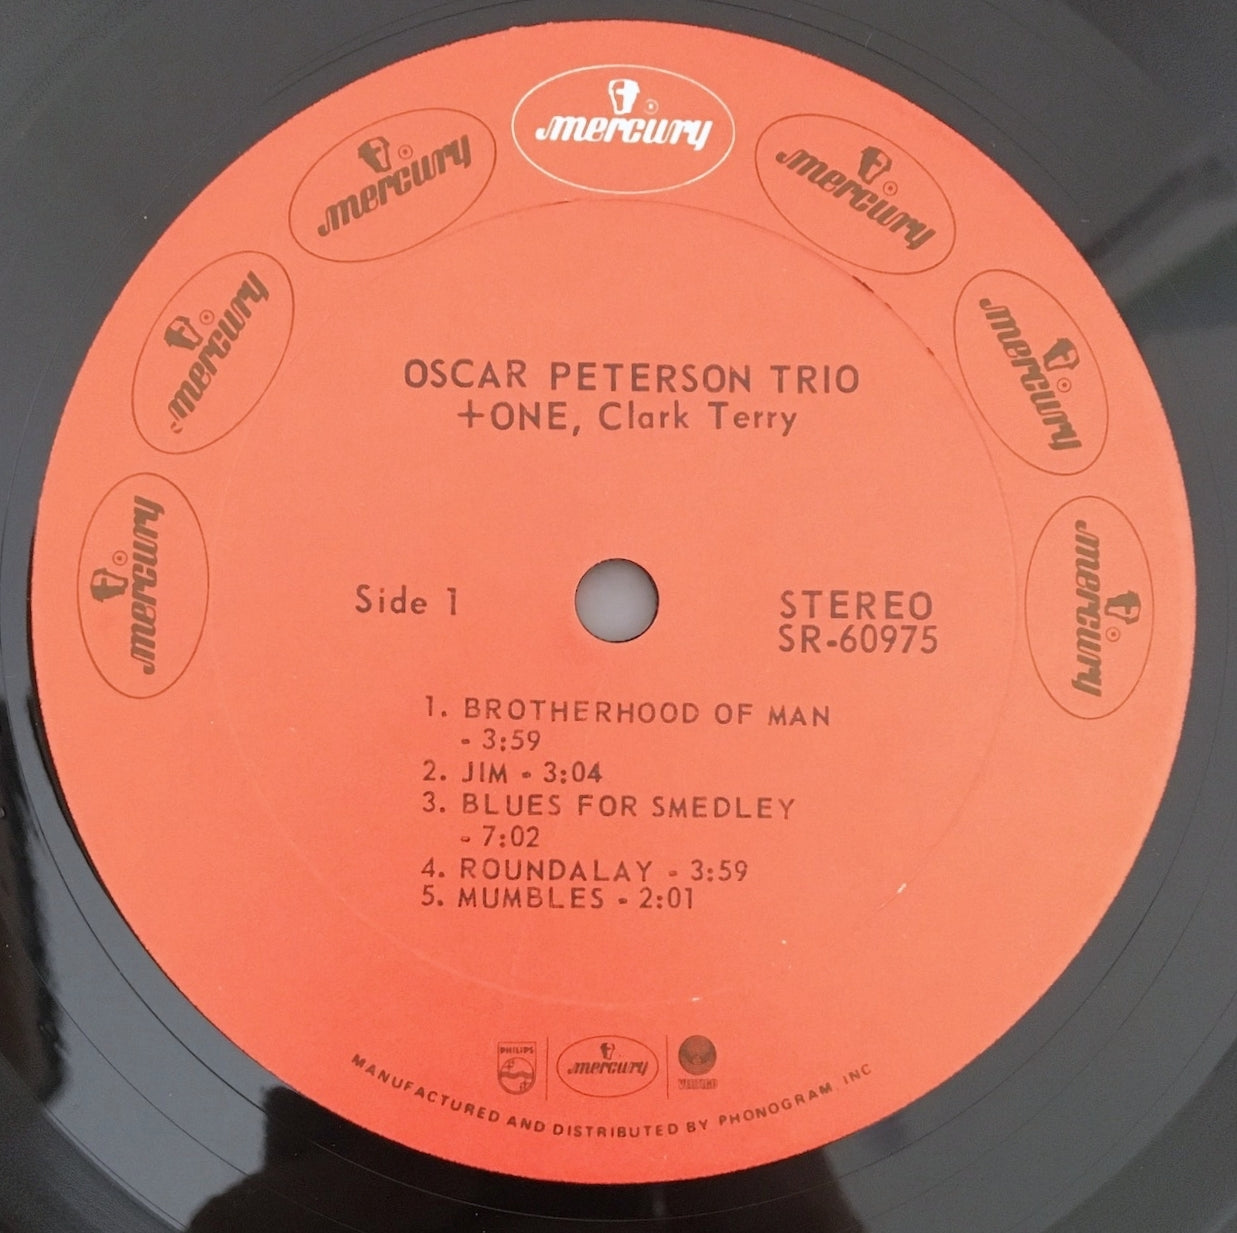 mercury
mercury
mercury
mercury
mercury
mercury
mercury
OSCAR PETERSON TRIO
+ONE, Clark Terry
Side 1
STEREO
SR-60975
1. BROTHERHOOD OF MAN
- 3:59
2. JIM - 3:04
3. BLUES FOR SMEDLEY
- 7:02
4. ROUNDALAY - 3:59
5. MUMBLES - 2:01
PHILIPS
mercury
VERTIGO
MANUFACTURED AND DISTRIBUTED BY PHONOGRAM, INC